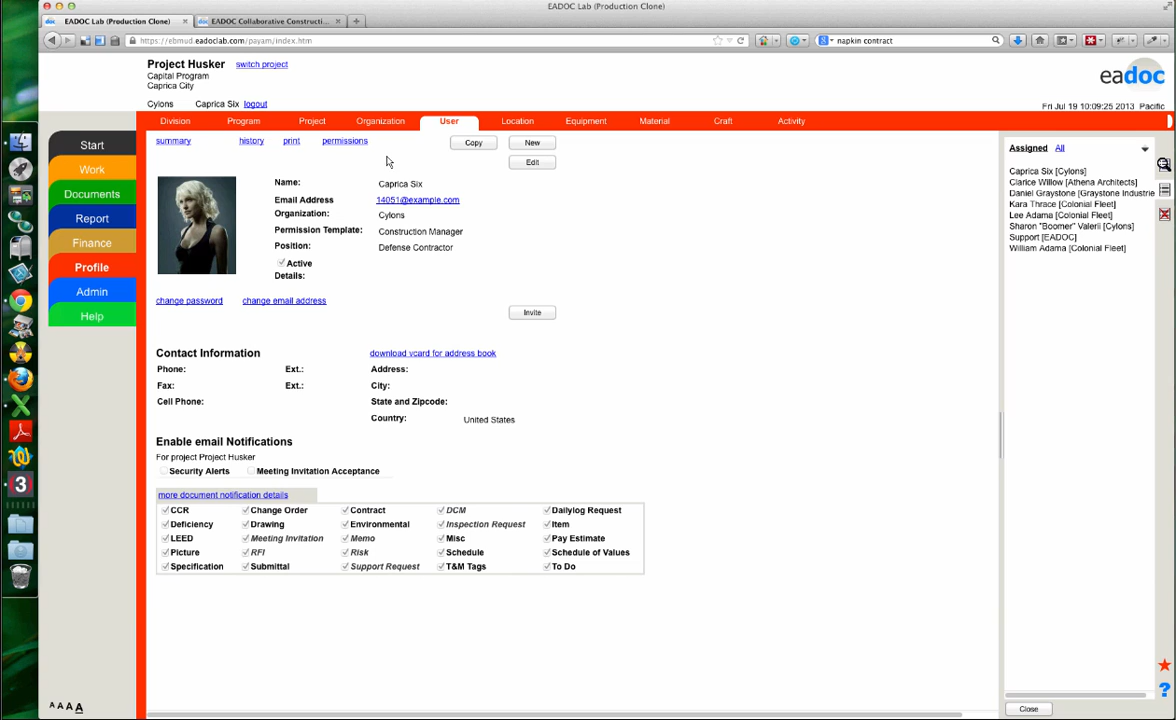 EADOC Lab (Production Clone)
EADOC Lab (Production Clone)
EADOC Collaborative Constructi...
https://ebmud.eadoclab.com/payam/index.htm
napkin contract
Project Husker
switch project
Capital Program
Caprica City
Cylons Caprica Six logout
eadoc
Fri Jul 19 10:09:25 2013 Pacific
Division Program Project Organization User Location Equipment Material Craft Activity
Start
Work
Documents
Report
Finance
Profile
Admin
Help
summary history print permissions
Copy New
Edit
Name: Caprica Six
Email Address 14051@example.com
Organization: Cylons
Permission Template: Construction Manager
Position: Defense Contractor
Active
Details:
change password change email address
Invite
Contact Information download vcard for address book
Phone: Ext.: Address:
Fax: Ext.: City:
Cell Phone: State and Zipcode:
Country: United States
Enable email Notifications
For project Project Husker
Security Alerts Meeting Invitation Acceptance
more document notification details
CCR Change Order Contract DCM Dailylog Request
Deficiency Drawing Environmental Inspection Request Item
LEED Meeting Invitation Memo Misc Pay Estimate
Picture RFI Risk Schedule Schedule of Values
Specification Submittal Support Request T&M Tags To Do
Assigned All
Caprica Six [Cylons]
Clarice Willow [Athena Architects]
Daniel Graystone [Graystone Industrie
Kara Thrace [Colonial Fleet]
Lee Adama [Colonial Fleet]
Sharon "Boomer" Valerii [Cylons]
Support [EADOC]
William Adama [Colonial Fleet]
Close
A A A A
3
?